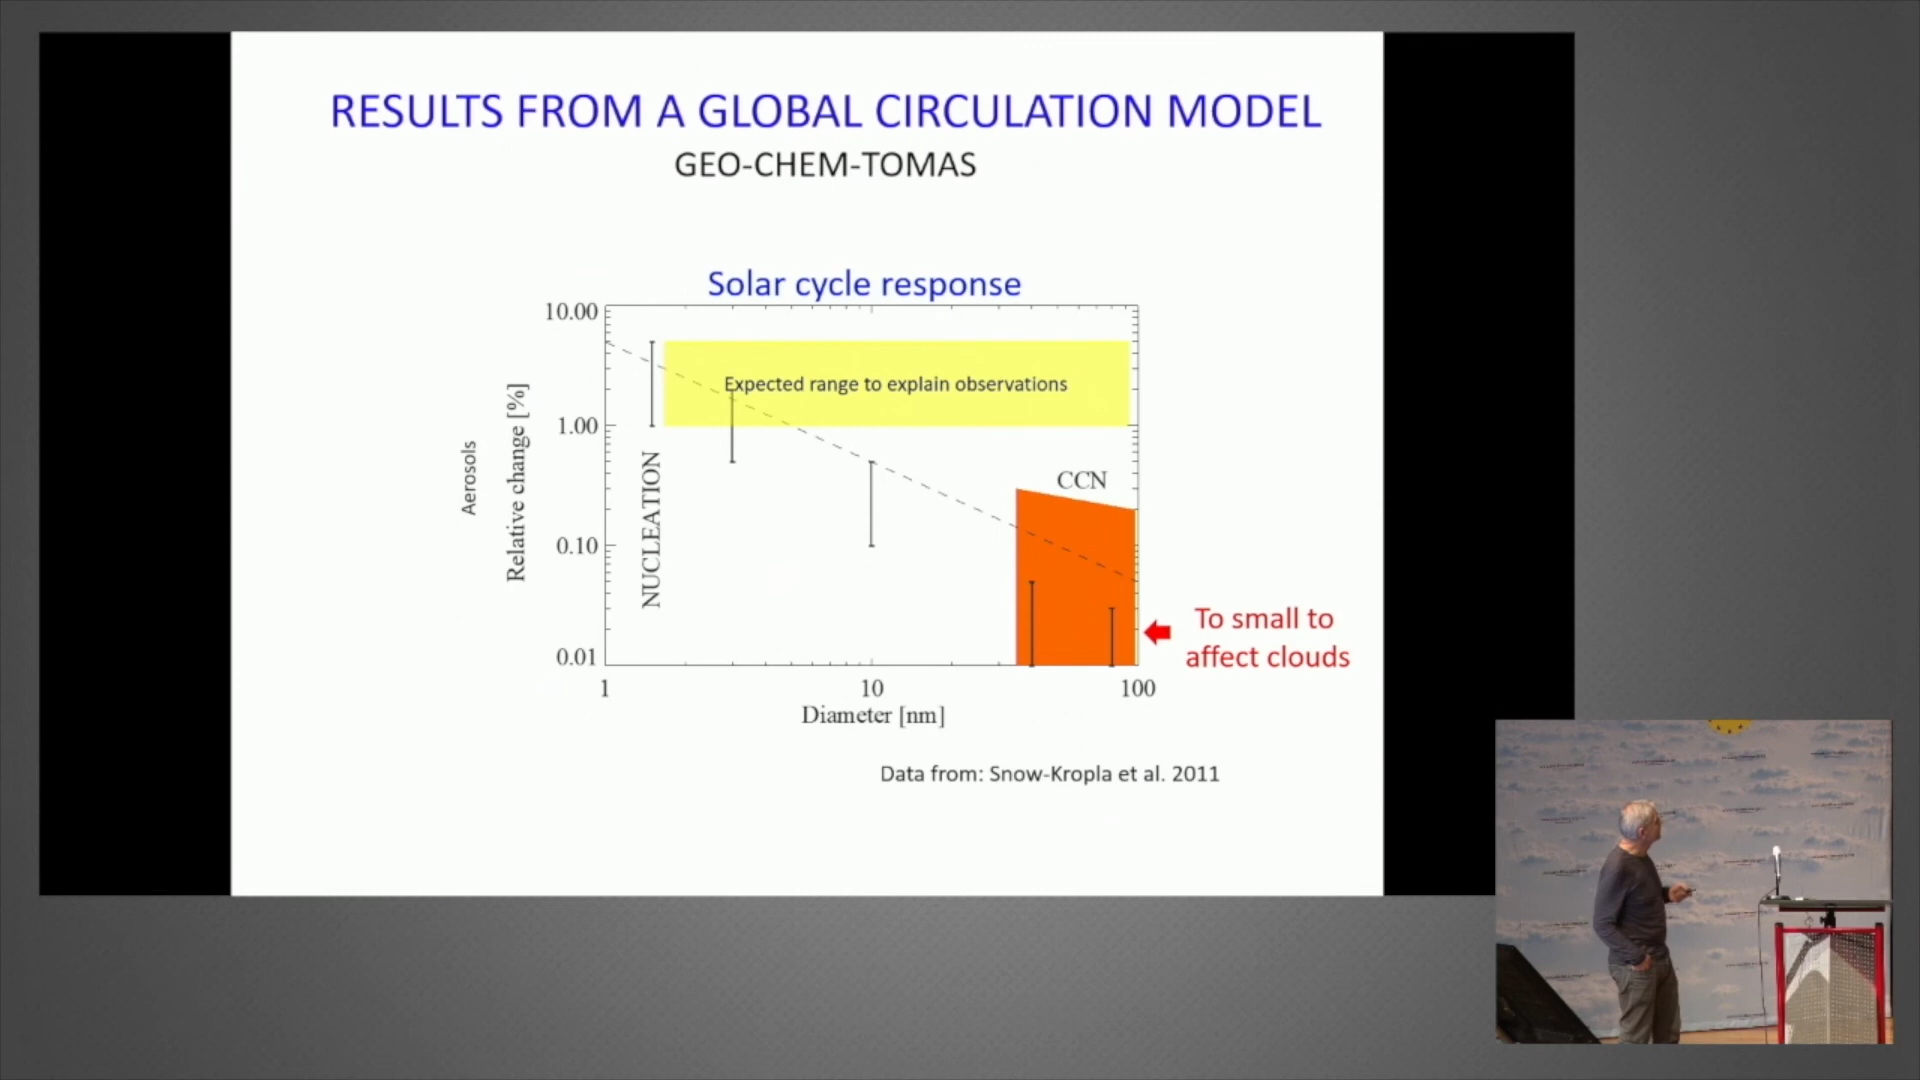 RESULTS FROM A GLOBAL CIRCULATION MODEL
GEO-CHEM-TOMAS
Solar cycle response
10.00
1.00
0.10
0.01
Aerosols
Relative change [%]
NUCLEATION
Expected range to explain observations
CCN
To small to
affect clouds
1
10
100
Diameter [nm]
Data from: Snow-Kropla et al. 2011